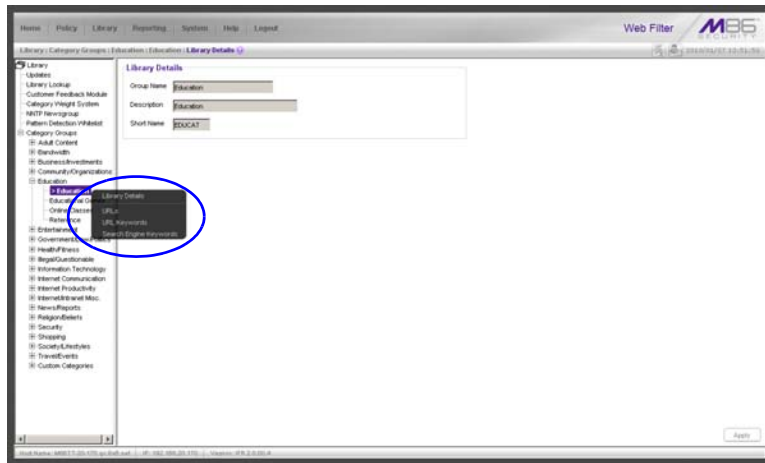 Home Policy Library Reporting System Help Logout
Web Filter
M86 SECURITY
Library : Category Groups : Education : Education : Library Details
Library
Updates
Library Lookup
Customer Feedback Module
Category Weight System
NNTP Newsgroup
Pattern Detection Whitelist
Category Groups
Adult Content
Bandwidth
Business/Investments
Community/Organizations
Education
Education
Educational
Online Classes
Reference
Entertainment
Government/
Health/Fitness
Illegal/Questionable
Information Technology
Internet Communication
Internet Productivity
Internet/Intranet Misc.
News/Reports
Religion/Beliefs
Security
Shopping
Society/Lifestyles
Travel/Events
Custom Categories
Library Details
URLs
URL Keywords
Search Engine Keywords
Library Details
Group Name Education
Description Education
Short Name EDUCAT
Apply
Host Name: